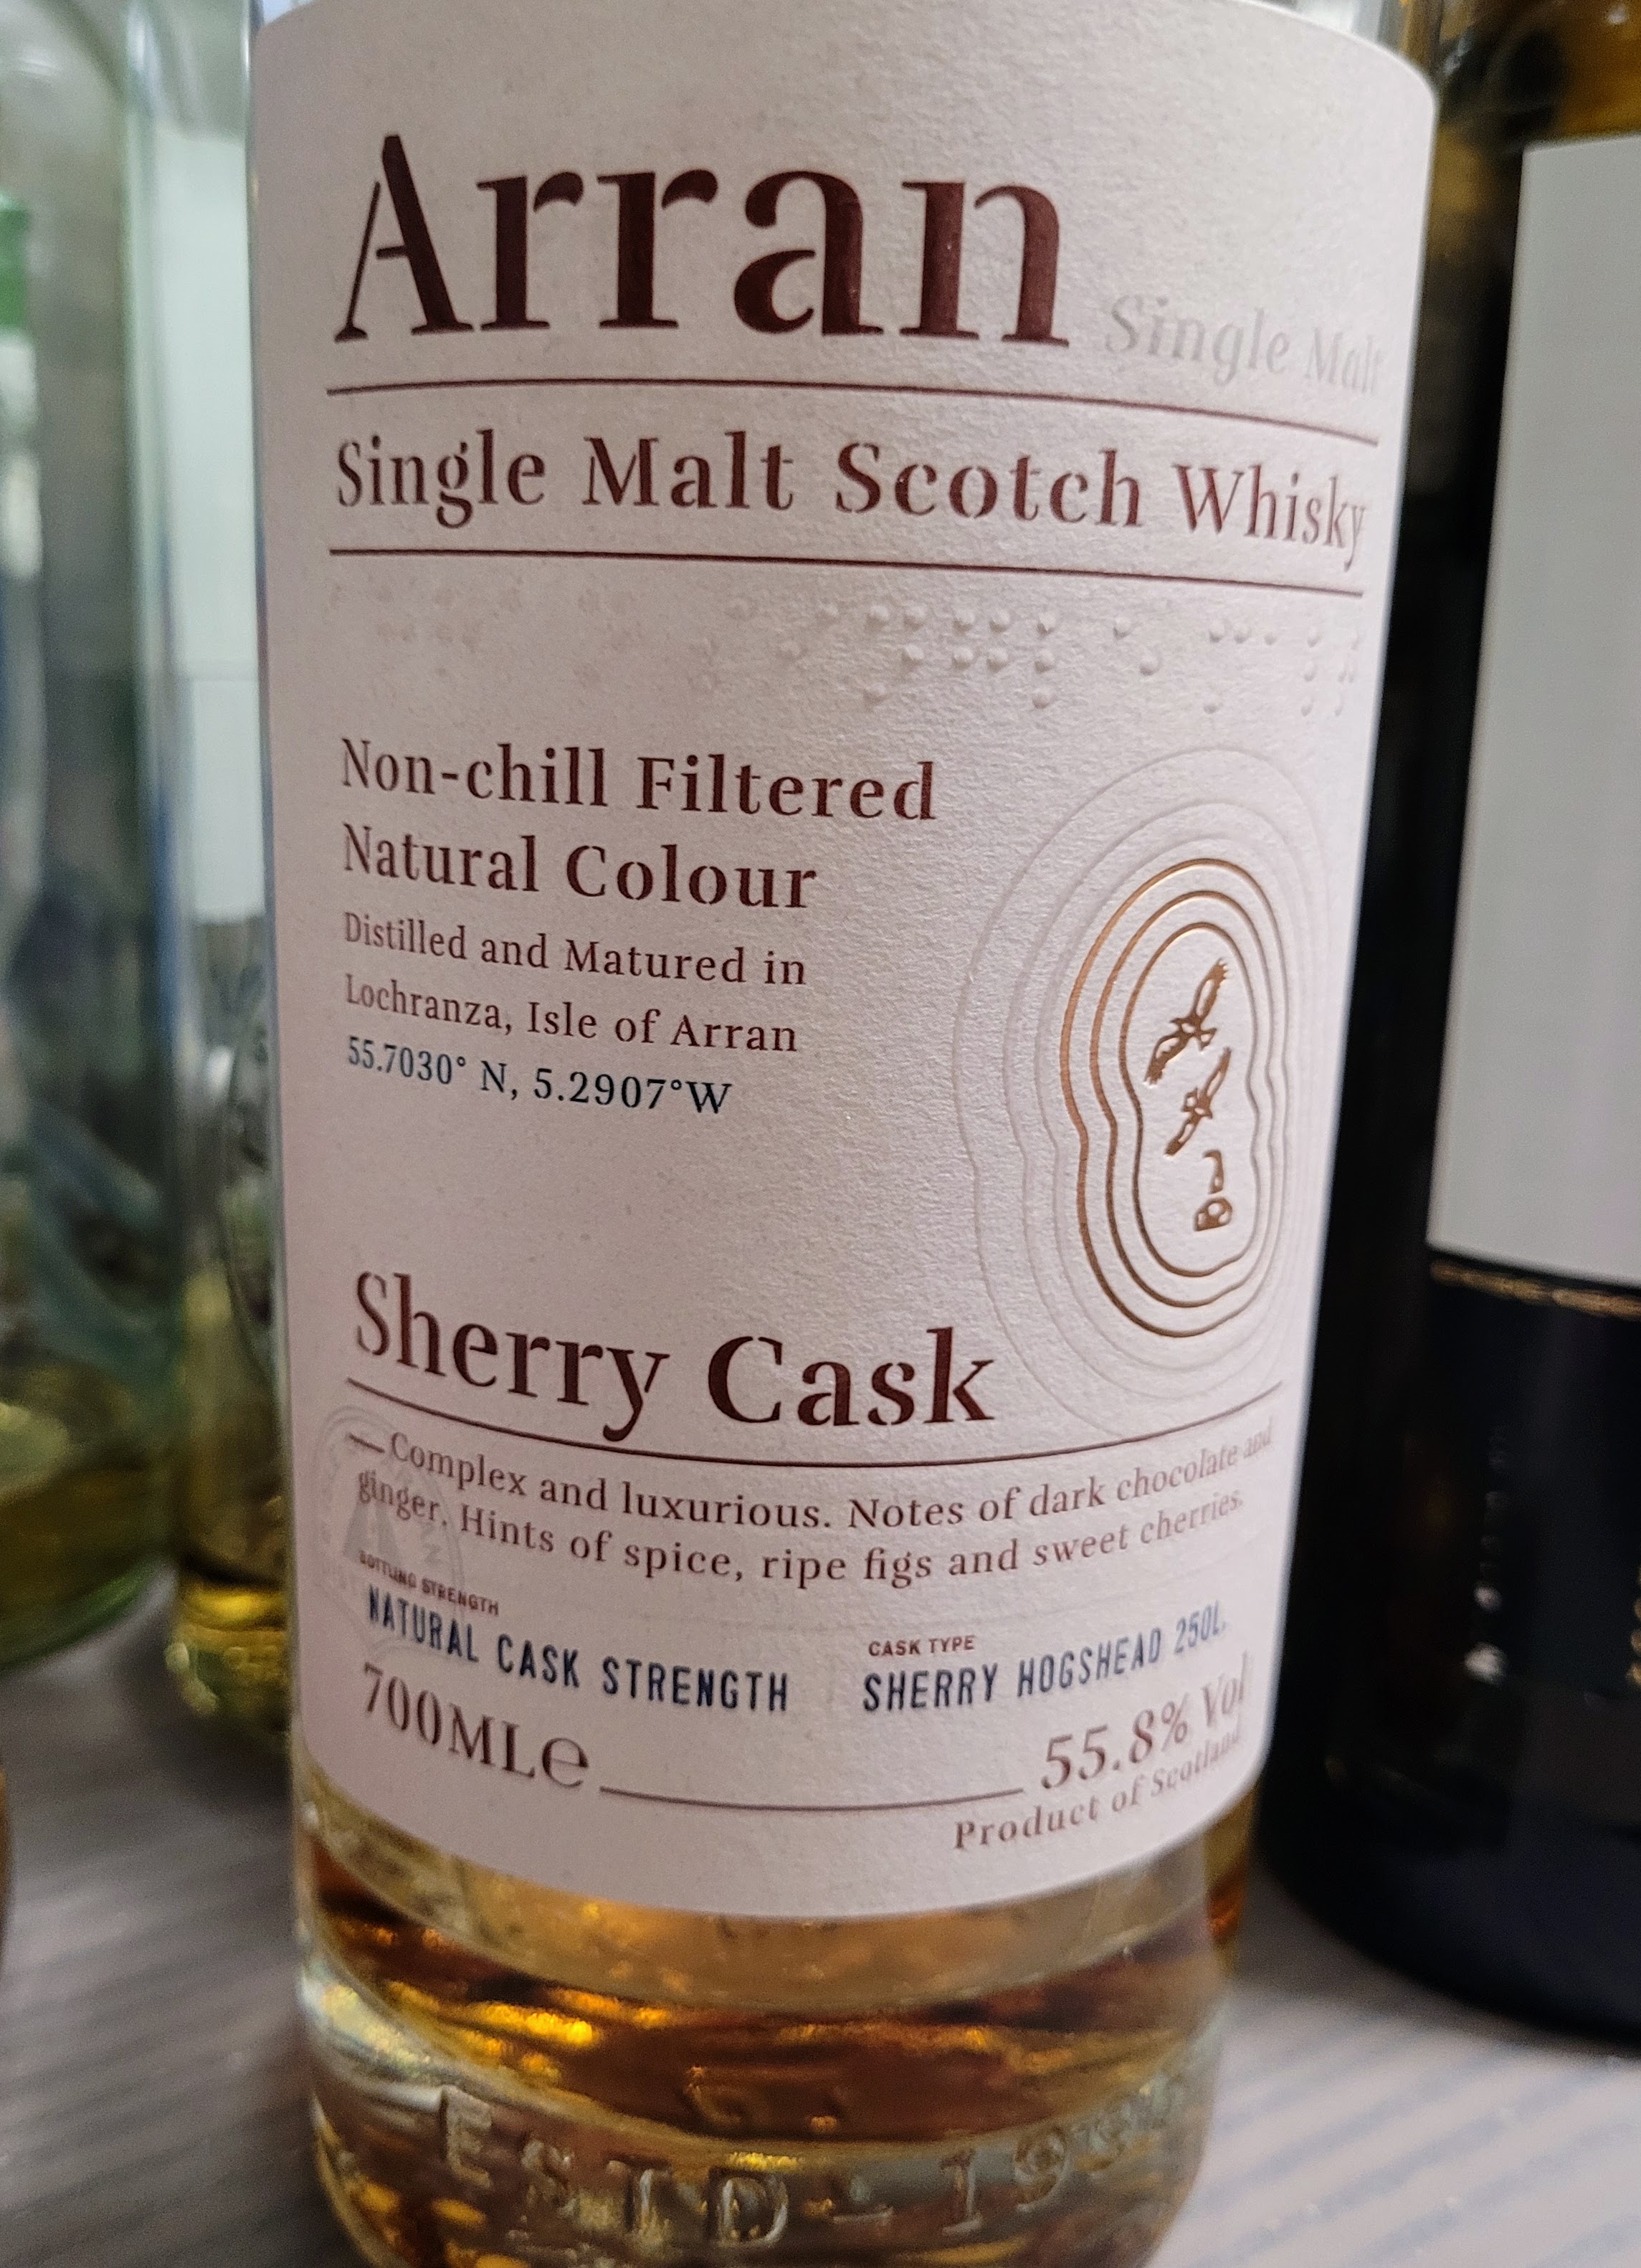 Arran
Single Malt
Single Malt Scotch Whisky
Non-chill Filtered
Natural Colour
Distilled and Matured in
Lochranza, Isle of Arran
55.7030° N, 5.2907°W
Sherry Cask
—Complex and luxurious. Notes of dark chocolate and
ginger. Hints of spice, ripe figs and sweet cherries.
BOTTLING STRENGTH
NATURAL CASK STRENGTH
CASK TYPE
SHERRY HOGSHEAD 250L.
700MLe
55.8% Vol
Product of Scotland
ESTD - 19